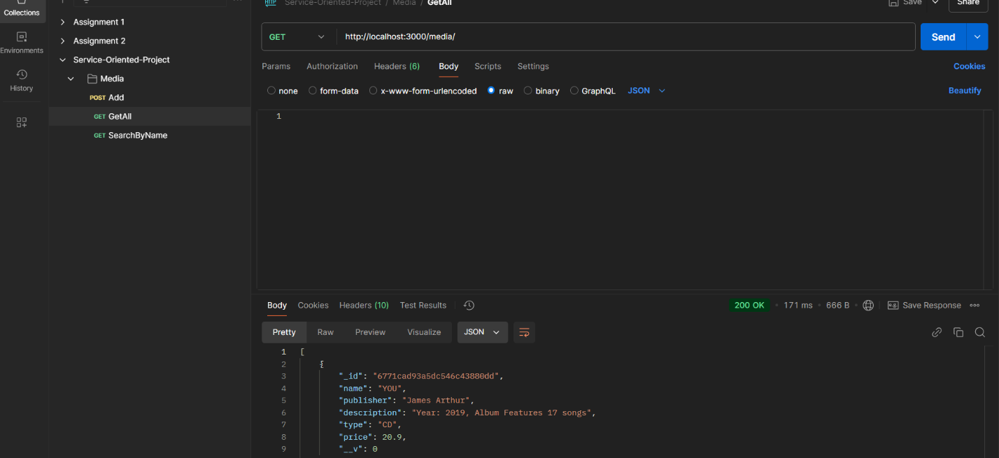 Collections
Environments
History
Assignment 1
Assignment 2
Service-Oriented-Project
Media
POST Add
GET GetAll
GET SearchByName
HTTP Service-Oriented-Project / Media / GetAll
Save
Share
GET http://localhost:3000/media/
Send
Params Authorization Headers (6) Body Scripts Settings
Cookies
none form-data x-www-form-urlencoded raw binary GraphQL JSON
Beautify
1
Body Cookies Headers (10) Test Results
200 OK • 171 ms • 666 B • e.g. Save Response
Pretty Raw Preview Visualize JSON
1 [
2 {
3 "_id": "6771cad93a5dc546c43880dd",
4 "name": "YOU",
5 "publisher": "James Arthur",
6 "description": "Year: 2019, Album Features 17 songs",
7 "type": "CD",
8 "price": 20.9,
9 "__v": 0